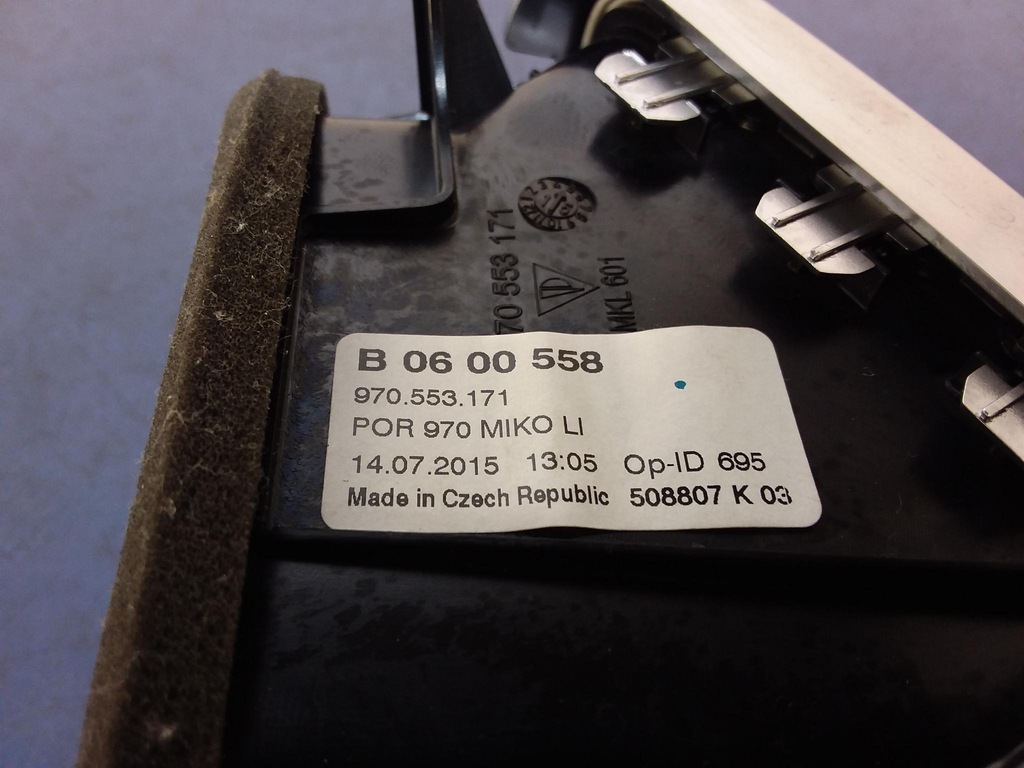 70 553 171
MKL 601
B 06 00 558
970.553.171
POR 970 MIKO LI
14.07.2015 13:05 Op-ID 695
Made in Czech Republic 508807 K 03